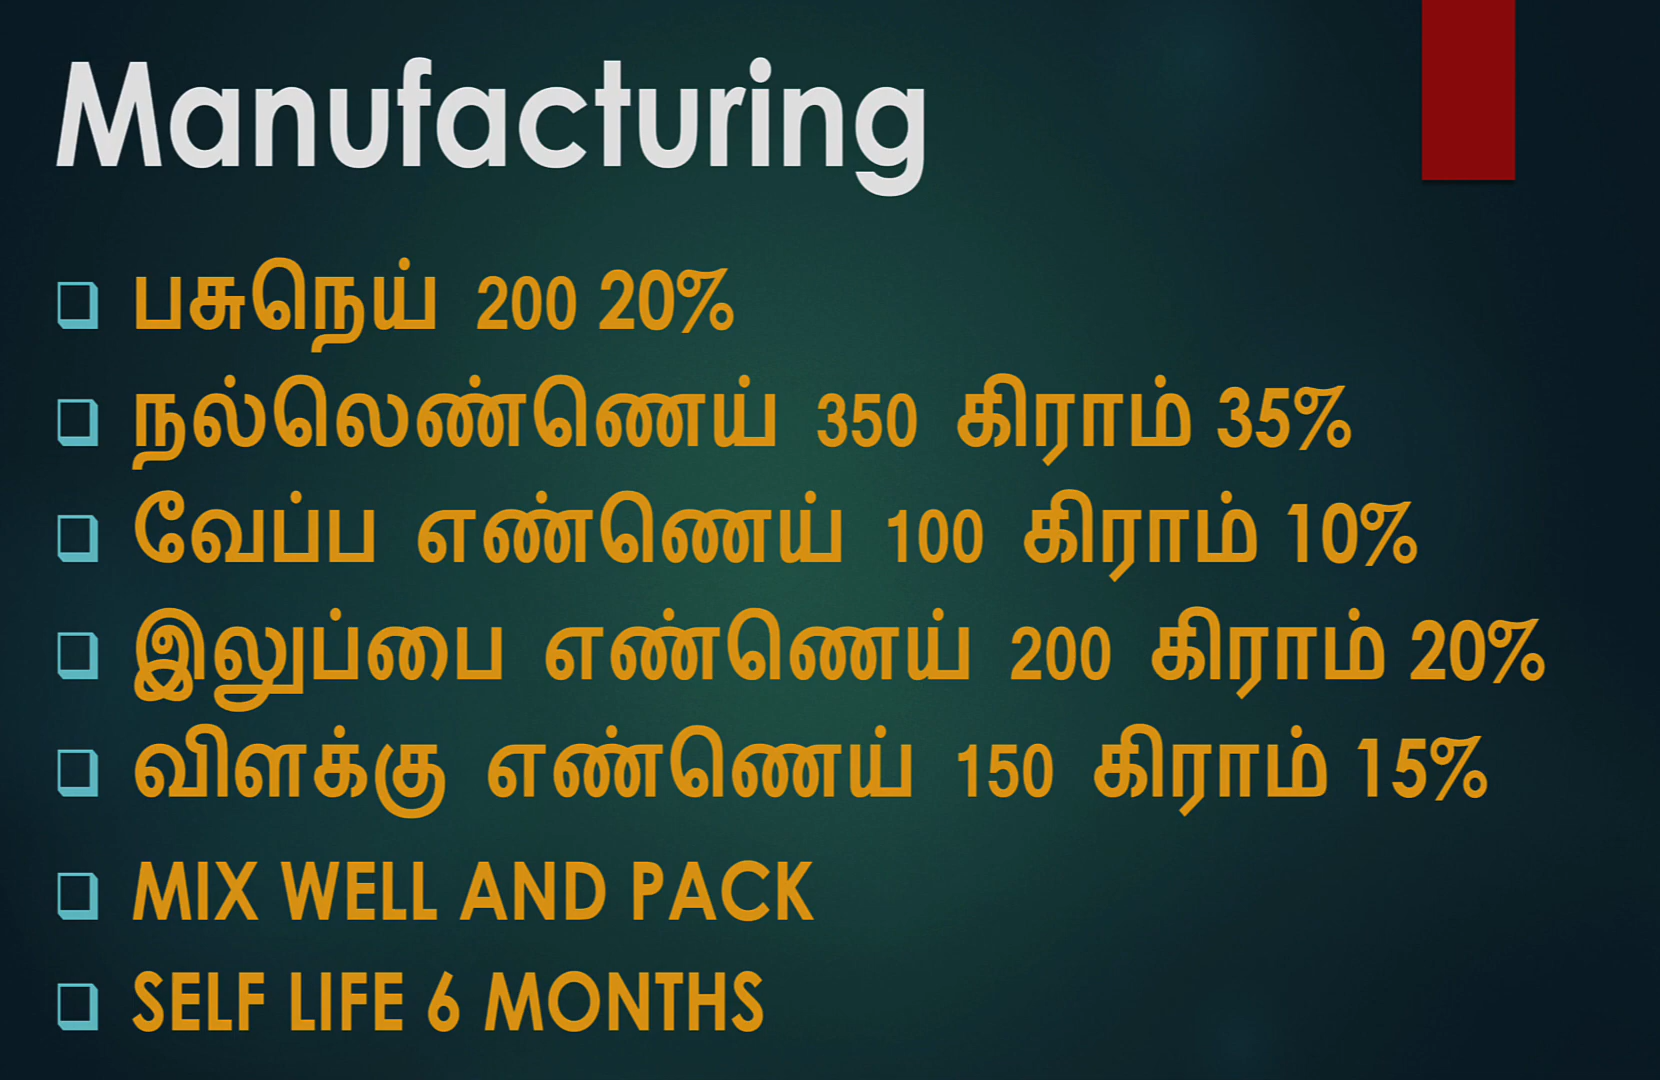 Manufacturing
பசுநெய் 200 20%
நல்லெண்ணெய் 350 கிராம் 35%
வேப்ப எண்ணெய் 100 கிராம் 10%
இலுப்பை எண்ணெய் 200 கிராம் 20%
விளக்கு எண்ணெய் 150 கிராம் 15%
MIX WELL AND PACK
SELF LIFE 6 MONTHS